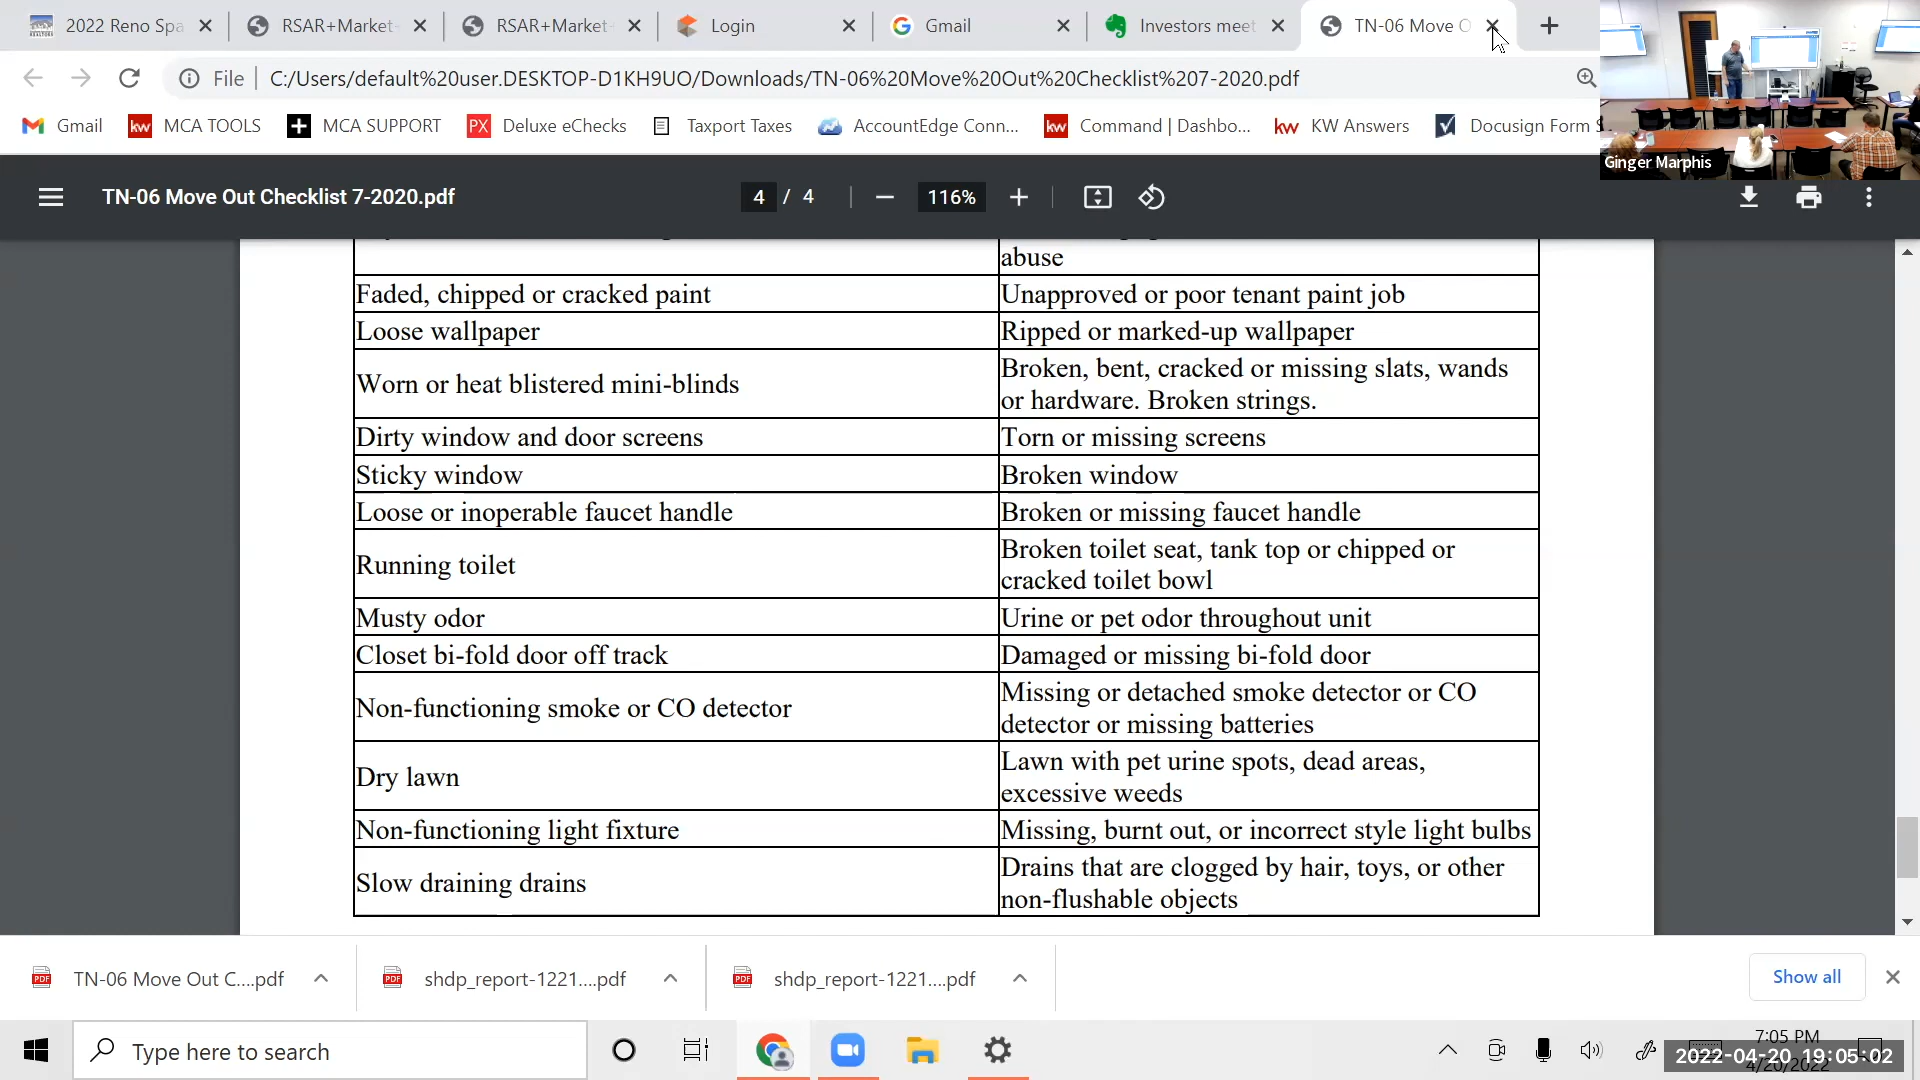 2022 Reno Spa
RSAR+Market
RSAR+Market
Login
Gmail
Investors meet
TN-06 Move O
File
C:/Users/default%20user.DESKTOP-D1KH9UO/Downloads/TN-06%20Move%20Out%20Checklist%207-2020.pdf
Gmail
kw MCA TOOLS
MCA SUPPORT
PX Deluxe eChecks
Taxport Taxes
AccountEdge Conn...
kw Command | Dashbo...
kw KW Answers
Docusign Form S
Ginger Marphis
TN-06 Move Out Checklist 7-2020.pdf
4 / 4
116%
abuse
Faded, chipped or cracked paint
Unapproved or poor tenant paint job
Loose wallpaper
Ripped or marked-up wallpaper
Worn or heat blistered mini-blinds
Broken, bent, cracked or missing slats, wands
or hardware. Broken strings.
Dirty window and door screens
Torn or missing screens
Sticky window
Broken window
Loose or inoperable faucet handle
Broken or missing faucet handle
Running toilet
Broken toilet seat, tank top or chipped or
cracked toilet bowl
Musty odor
Urine or pet odor throughout unit
Closet bi-fold door off track
Damaged or missing bi-fold door
Non-functioning smoke or CO detector
Missing or detached smoke detector or CO
detector or missing batteries
Dry lawn
Lawn with pet urine spots, dead areas,
excessive weeds
Non-functioning light fixture
Missing, burnt out, or incorrect style light bulbs
Slow draining drains
Drains that are clogged by hair, toys, or other
non-flushable objects
PDF TN-06 Move Out C....pdf
PDF shdp_report-1221....pdf
PDF shdp_report-1221....pdf
Show all
Type here to search
7:05 PM
4/20/2022
2022-04-20 19:05:02